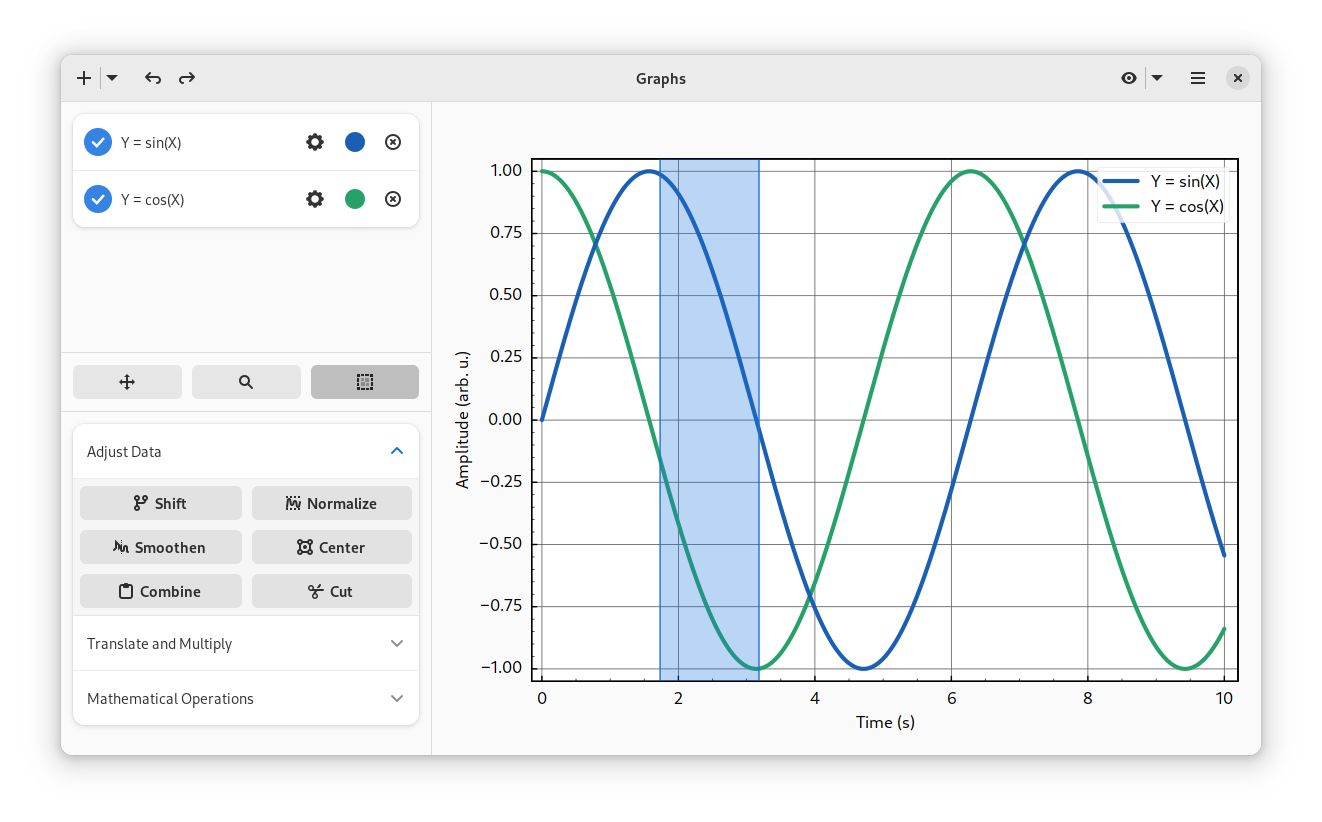 Graphs
Y = sin(X)
Y = cos(X)
Adjust Data
Shift
Normalize
Smoothen
Center
Combine
Cut
Translate and Multiply
Mathematical Operations
Y = sin(X)
Y = cos(X)
1.00
0.75
0.50
0.25
0.00
−0.25
−0.50
−0.75
−1.00
Amplitude (arb. u.)
0 2 4 6 8 10
Time (s)